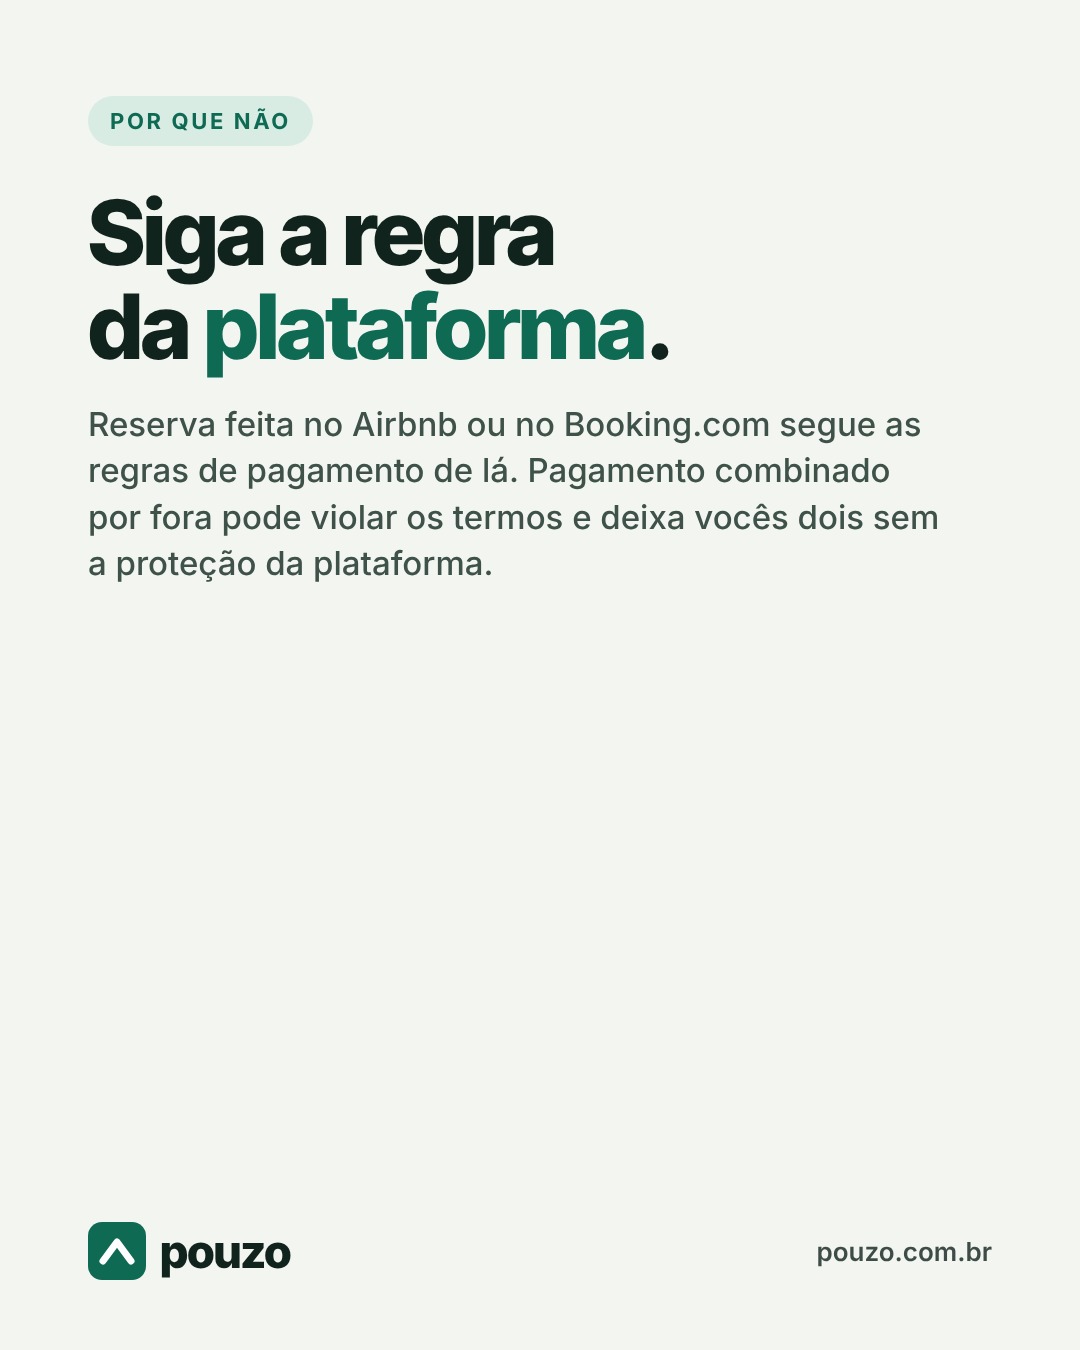 POR QUE NÃO
Siga a regra
da plataforma.
Reserva feita no Airbnb ou no Booking.com segue as
regras de pagamento de lá. Pagamento combinado
por fora pode violar os termos e deixa vocês dois sem
a proteção da plataforma.
pouzo
pouzo.com.br